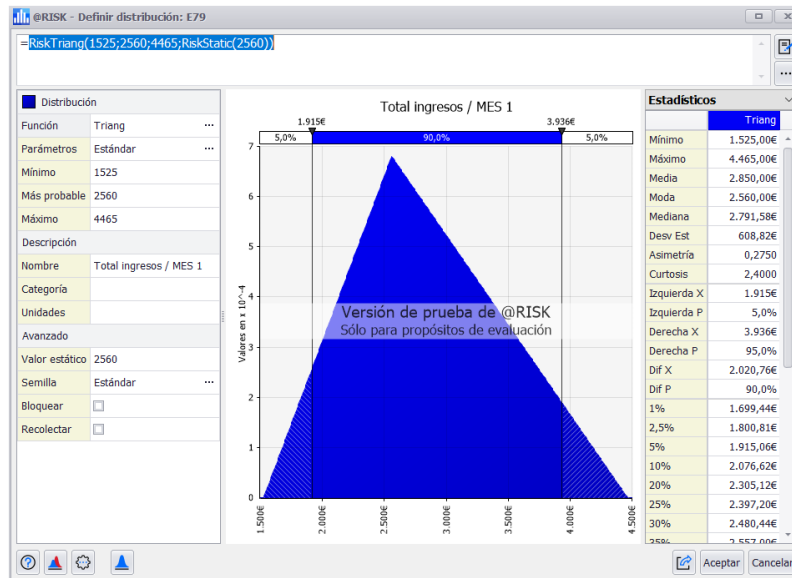 @RISK - Definir distribución: E79
=RiskTriang(1525;2560;4465;RiskStatic(2560))
Distribución
Función Triang ...
Parámetros Estándar ...
Mínimo 1525
Más probable 2560
Máximo 4465
Descripción
Nombre Total ingresos / MES 1
Categoría
Unidades
Avanzado
Valor estático 2560
Semilla Estándar ...
Bloquear
Recolectar
Total ingresos / MES 1
1.915€ 3.936€
5,0% 90,0% 5,0%
7
6
5
4
3
2
1
0
Valores en x 10^-4
Versión de prueba de @RISK
Sólo para propósitos de evaluación
1.500€ 2.000€ 2.500€ 3.000€ 3.500€ 4.000€ 4.500€
Estadísticos
Triang
Mínimo 1.525,00€
Máximo 4.465,00€
Media 2.850,00€
Moda 2.560,00€
Mediana 2.791,58€
Desv Est 608,82€
Asimetría 0,2750
Curtosis 2,4000
Izquierda X 1.915€
Izquierda P 5,0%
Derecha X 3.936€
Derecha P 95,0%
Dif X 2.020,76€
Dif P 90,0%
1% 1.699,44€
2,5% 1.800,81€
5% 1.915,06€
10% 2.076,62€
20% 2.305,12€
25% 2.397,20€
30% 2.480,44€
35% 2.557,00€
Aceptar
Cancelar